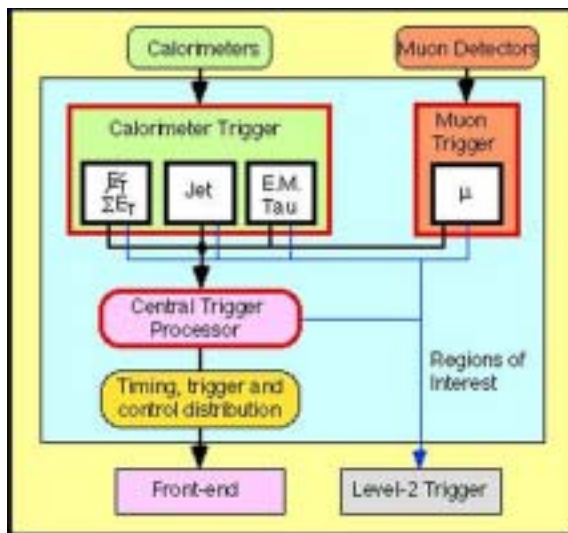 Calorimeters
Muon Detectors
Calorimeter Trigger
Muon
Trigger
ΣE_T
Jet
E.M.
Tau
μ
Central Trigger
Processor
Timing, trigger and
control distribution
Regions of
Interest
Front-end
Level-2 Trigger